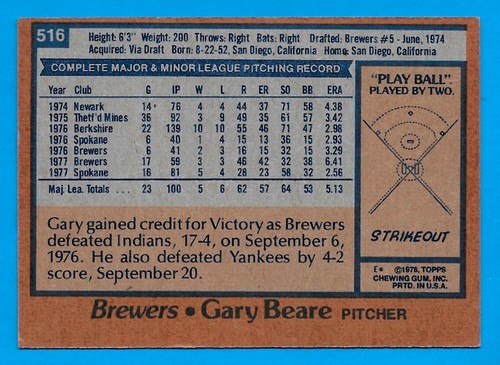 516
Height: 6'3" Weight: 200 Throws: Right Bats: Right Drafted: Brewers #5 - June, 1974
Acquired: Via Draft Born: 8-22-52, San Diego, California Home: San Diego, California
COMPLETE MAJOR & MINOR LEAGUE PITCHING RECORD
Year Club G IP W L R ER SO BB ERA
1974 Newark 14 76 4 4 44 37 71 58 4.38
1975 Thetf'd Mines 36 92 3 9 49 35 61 57 3.42
1976 Berkshire 22 139 10 10 55 46 71 47 2.98
1976 Spokane 6 40 1 4 16 13 15 15 2.93
1976 Brewers 6 41 2 3 16 15 32 15 3.29
1977 Brewers 17 59 3 3 46 42 32 38 6.41
1977 Spokane 16 81 5 4 28 23 58 32 2.56
Maj. Lea. Totals ... 23 100 5 6 62 57 64 53 5.13
Gary gained credit for Victory as Brewers
defeated Indians, 17-4, on September 6,
1976. He also defeated Yankees by 4-2
score, September 20.
"PLAY BALL"
PLAYED BY TWO.
STRIKEOUT
E* ©1978, TOPPS
CHEWING GUM, INC.
PRTD. IN U.S.A.
Brewers • Gary Beare PITCHER